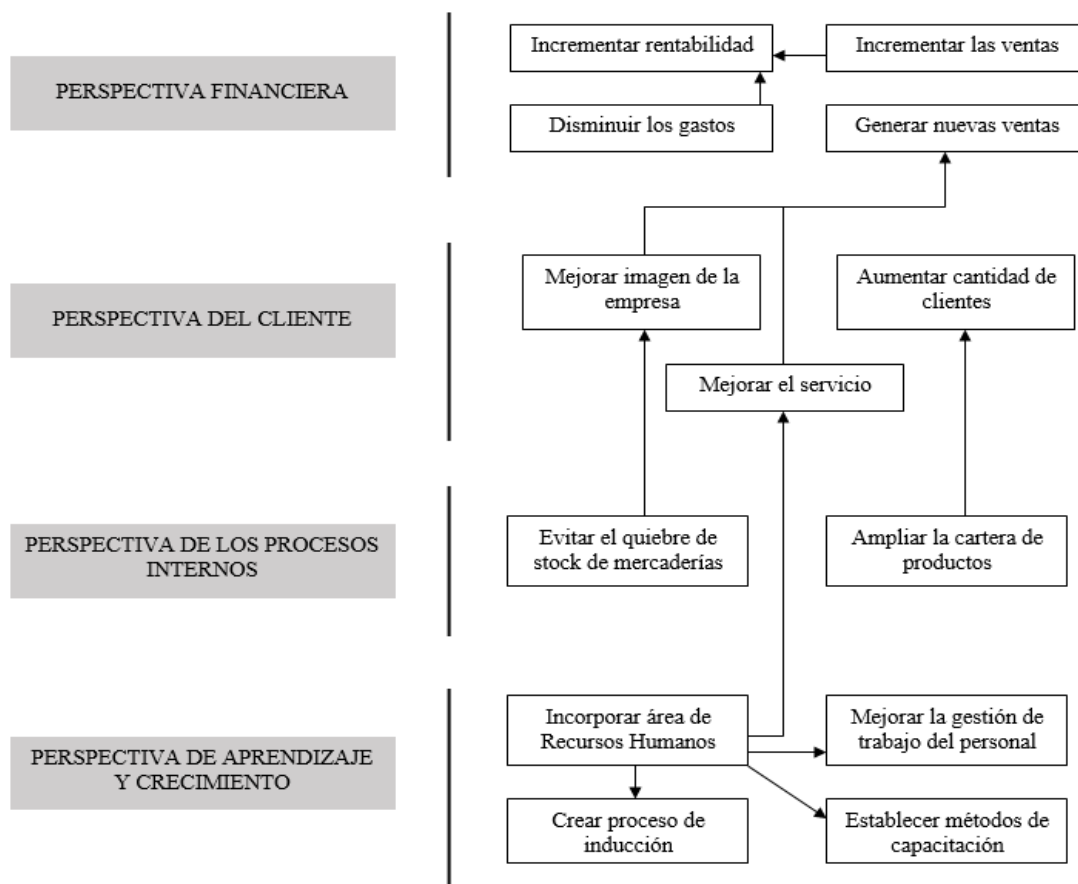 PERSPECTIVA FINANCIERA
Incrementar rentabilidad
Incrementar las ventas
Disminuir los gastos
Generar nuevas ventas
PERSPECTIVA DEL CLIENTE
Mejorar imagen de la
empresa
Aumentar cantidad de
clientes
Mejorar el servicio
PERSPECTIVA DE LOS PROCESOS
INTERNOS
Evitar el quiebre de
stock de mercaderías
Ampliar la cartera de
productos
PERSPECTIVA DE APRENDIZAJE
Y CRECIMIENTO
Incorporar área de
Recursos Humanos
Mejorar la gestión de
trabajo del personal
Crear proceso de
inducción
Establecer métodos de
capacitación